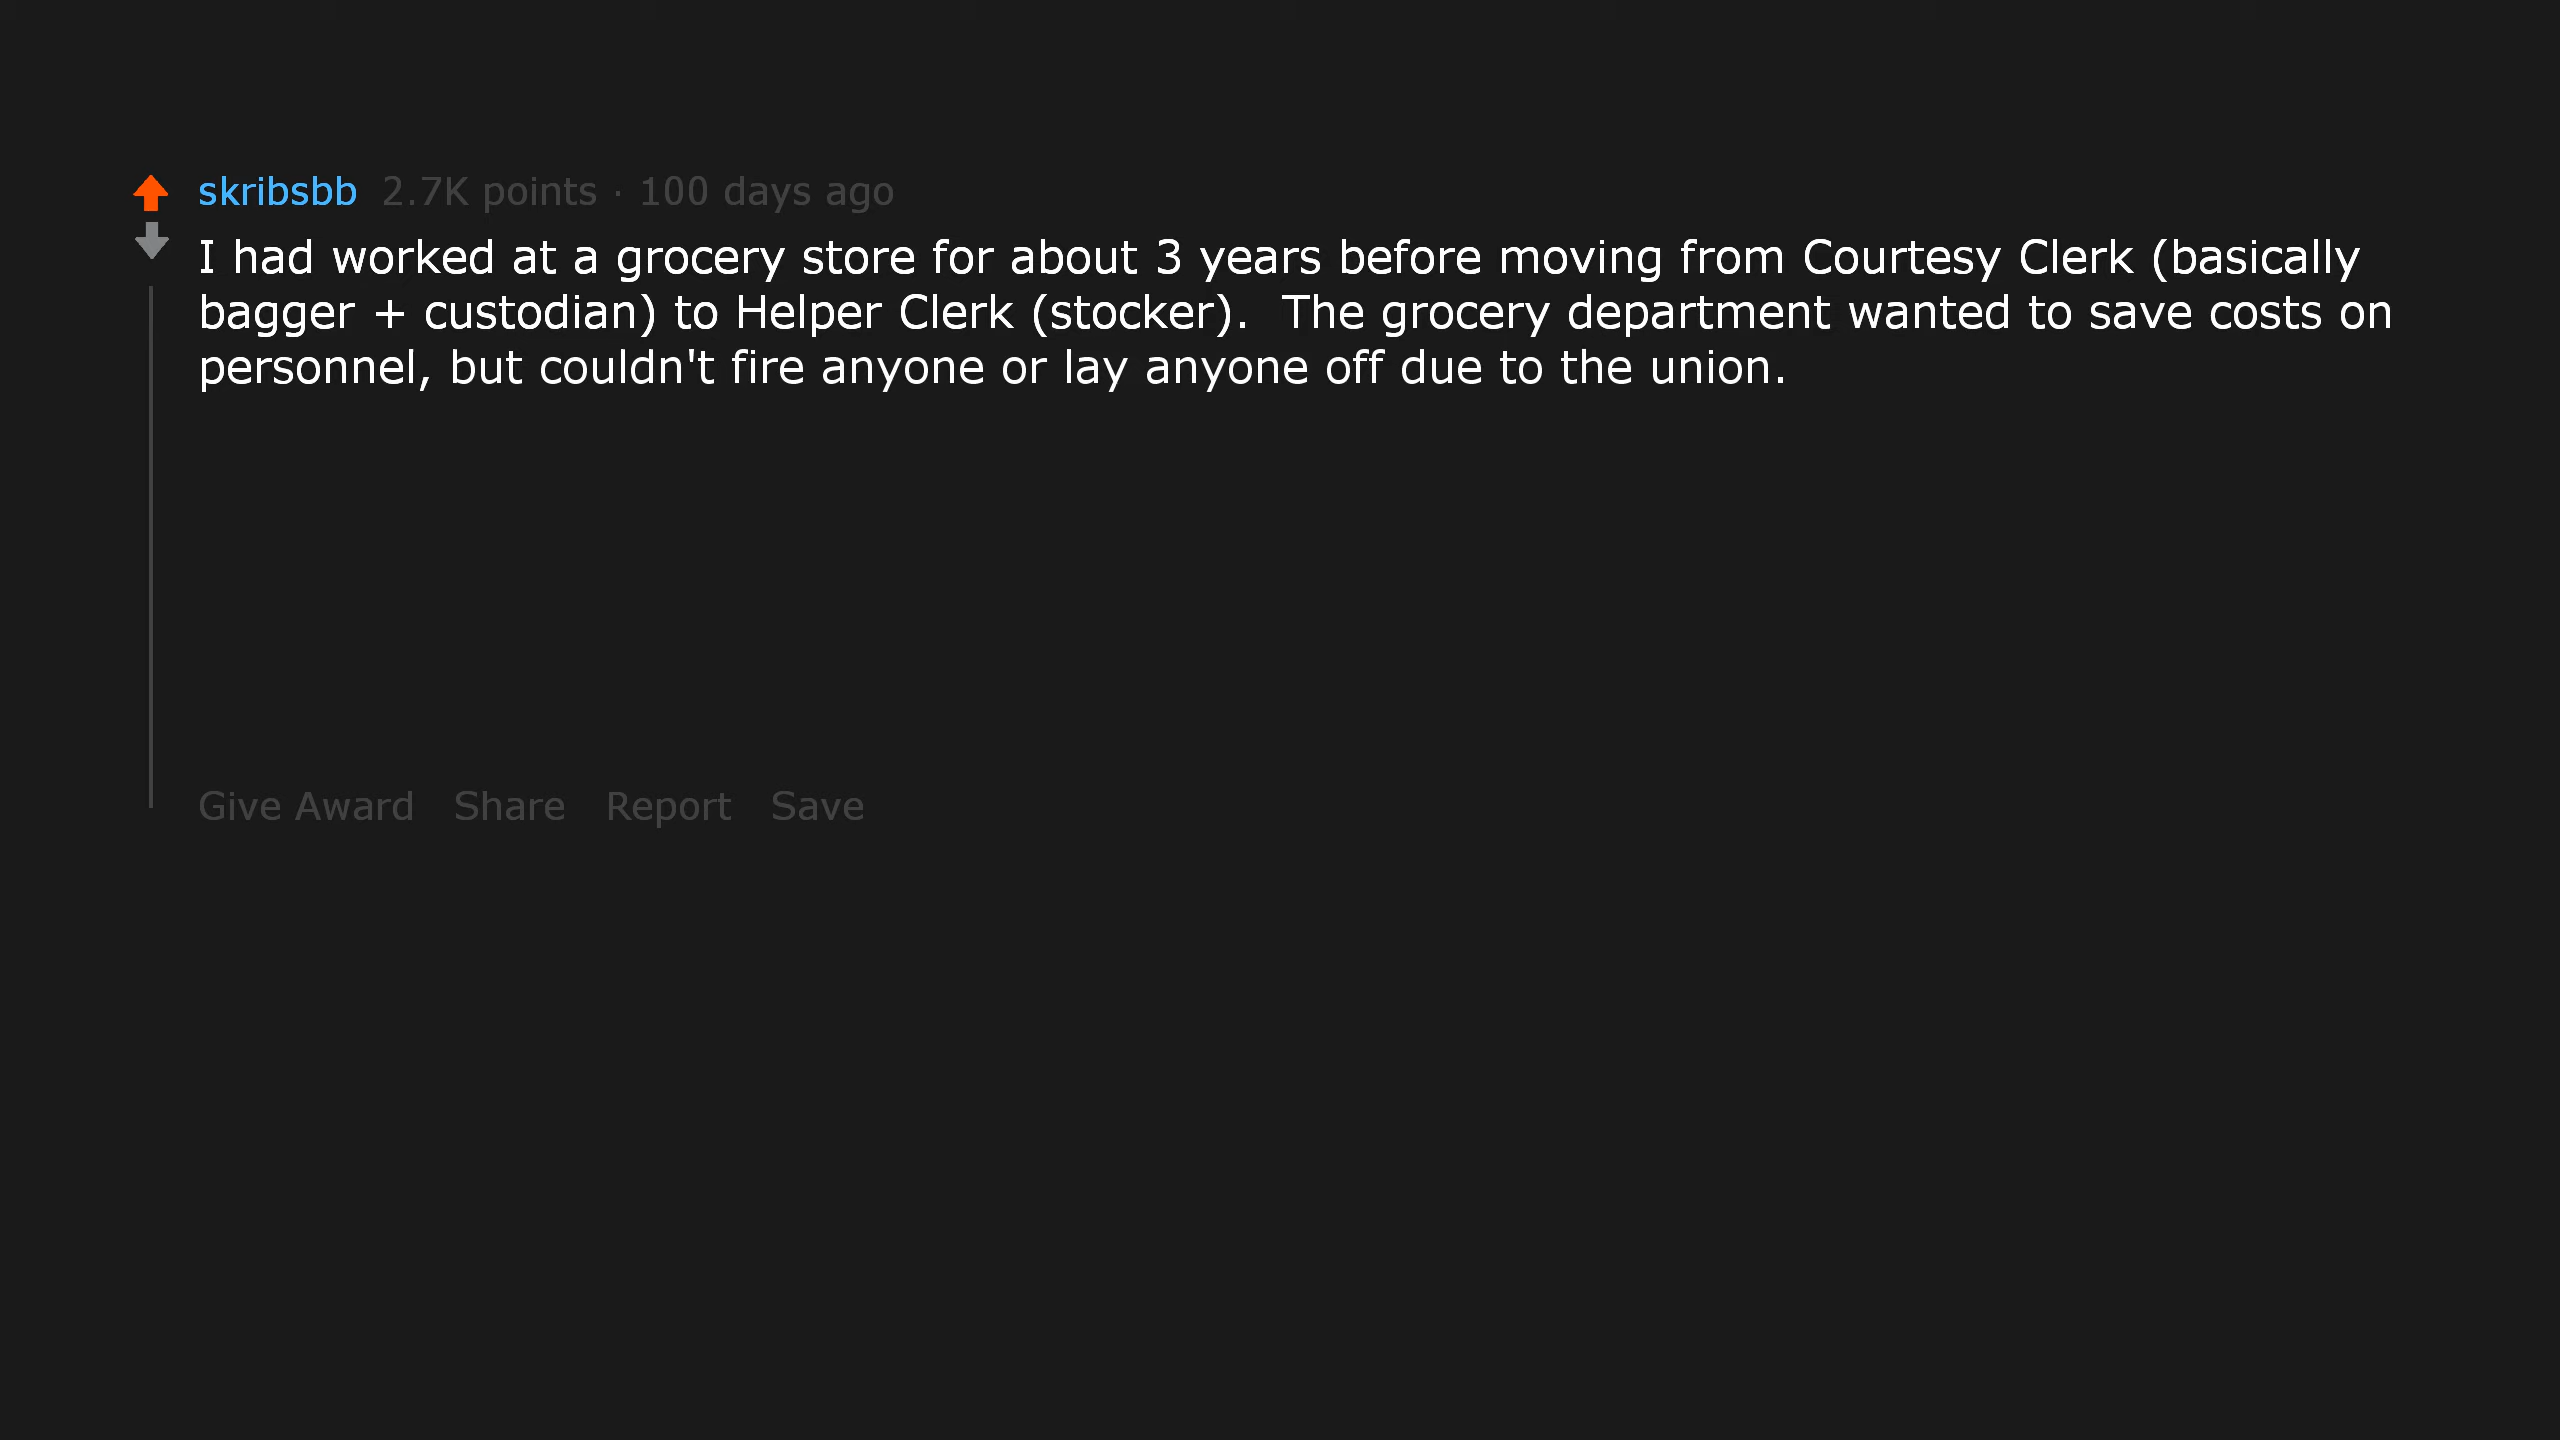 skribsbb 2.7K points · 100 days ago
I had worked at a grocery store for about 3 years before moving from Courtesy Clerk (basically
bagger + custodian) to Helper Clerk (stocker).  The grocery department wanted to save costs on
personnel, but couldn't fire anyone or lay anyone off due to the union.
Give Award Share Report Save